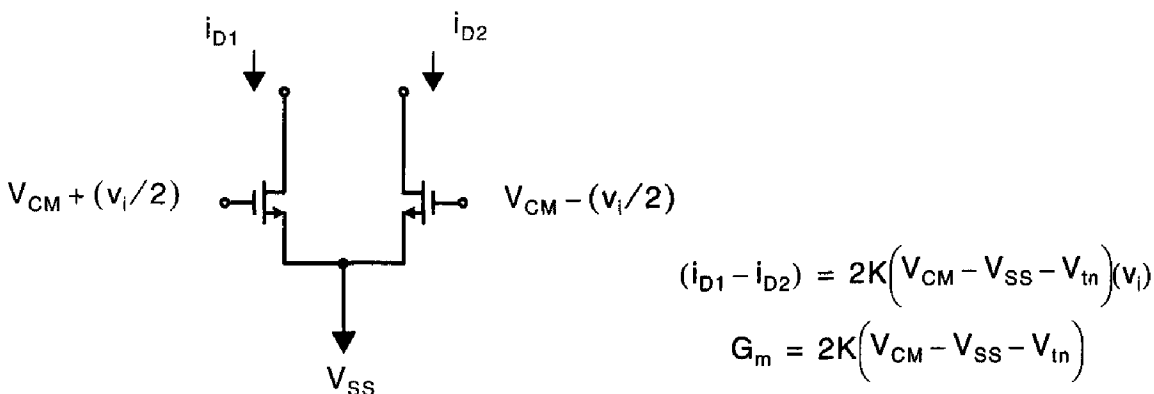 i_D1 i_D2
V_CM + (v_i/2) V_CM – (v_i/2)
(i_D1 – i_D2) = 2K(V_CM – V_SS – V_tn)(v_i)
G_m = 2K(V_CM – V_SS – V_tn)
V_SS